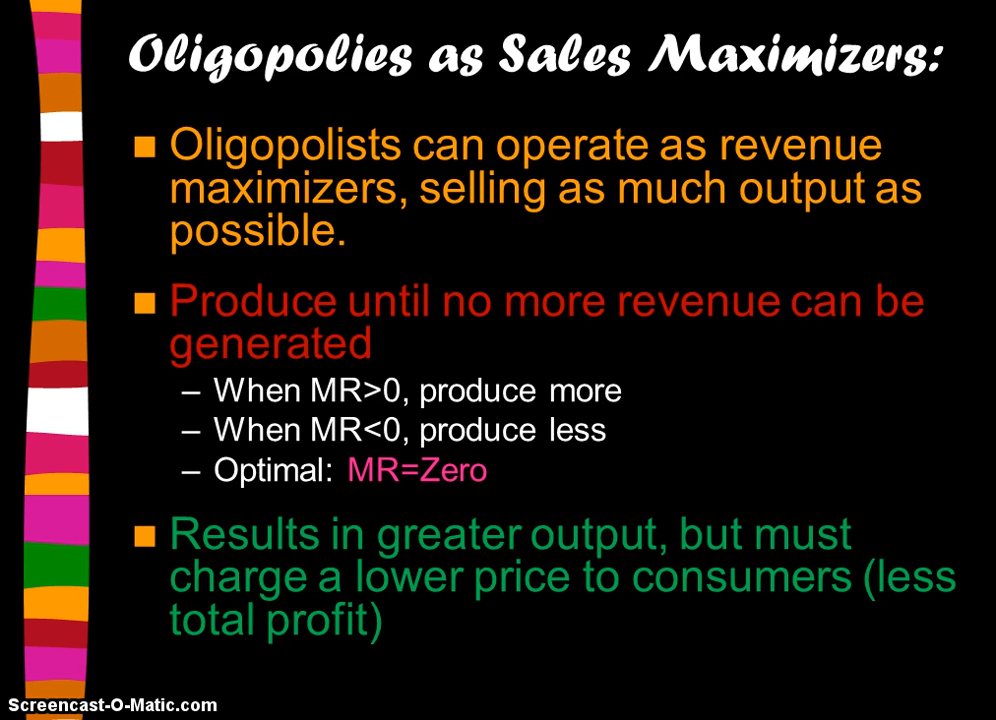 Oligopolies as Sales Maximizers:
Oligopolists can operate as revenue
maximizers, selling as much output as
possible.
Produce until no more revenue can be
generated
– When MR>0, produce more
– When MR<0, produce less
– Optimal: MR=Zero
Results in greater output, but must
charge a lower price to consumers (less
total profit)
Screencast-O-Matic.com